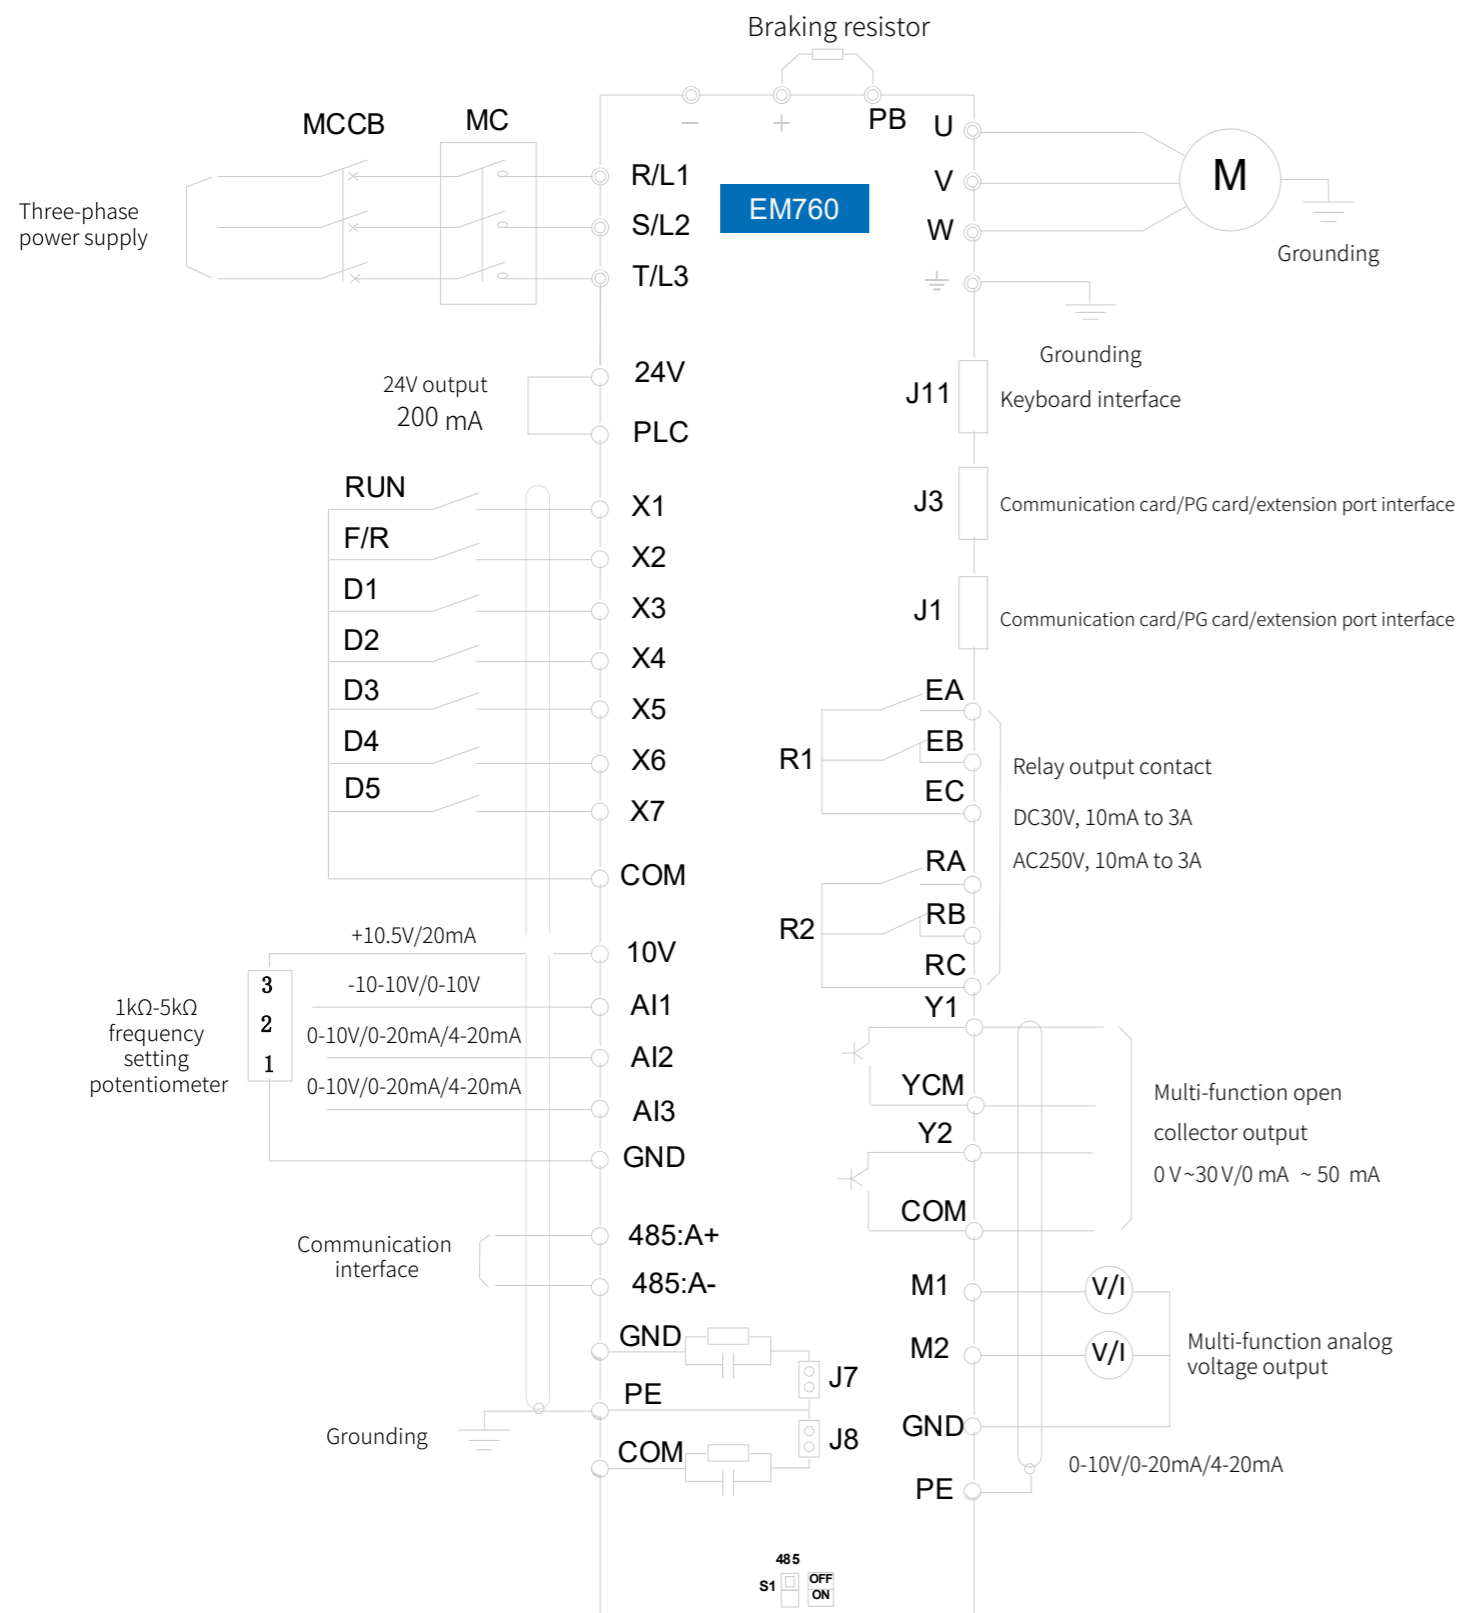 Braking resistor
MCCB
MC
−
+
PB
U
R/L1
V
M
EM760
Three-phase
power supply
S/L2
W
Grounding
T/L3
Grounding
24V output
200 mA
24V
PLC
J11
Keyboard interface
RUN
X1
J3
Communication card/PG card/extension port interface
F/R
X2
D1
X3
J1
Communication card/PG card/extension port interface
D2
X4
D3
X5
D4
X6
D5
X7
COM
EA
R1
EB
EC
Relay output contact
DC30V, 10mA to 3A
AC250V, 10mA to 3A
RA
R2
RB
RC
+10.5V/20mA
10V
3
-10-10V/0-10V
AI1
1kΩ-5kΩ
frequency
setting
potentiometer
2
0-10V/0-20mA/4-20mA
AI2
1
0-10V/0-20mA/4-20mA
AI3
GND
Y1
YCM
Y2
COM
Multi-function open
collector output
0 V ~30 V/0 mA ~ 50 mA
Communication
interface
485:A+
485:A-
M1
V/I
M2
V/I
Multi-function analog
voltage output
GND
J7
PE
Grounding
J8
COM
GND
0-10V/0-20mA/4-20mA
PE
485
S1
OFF
ON